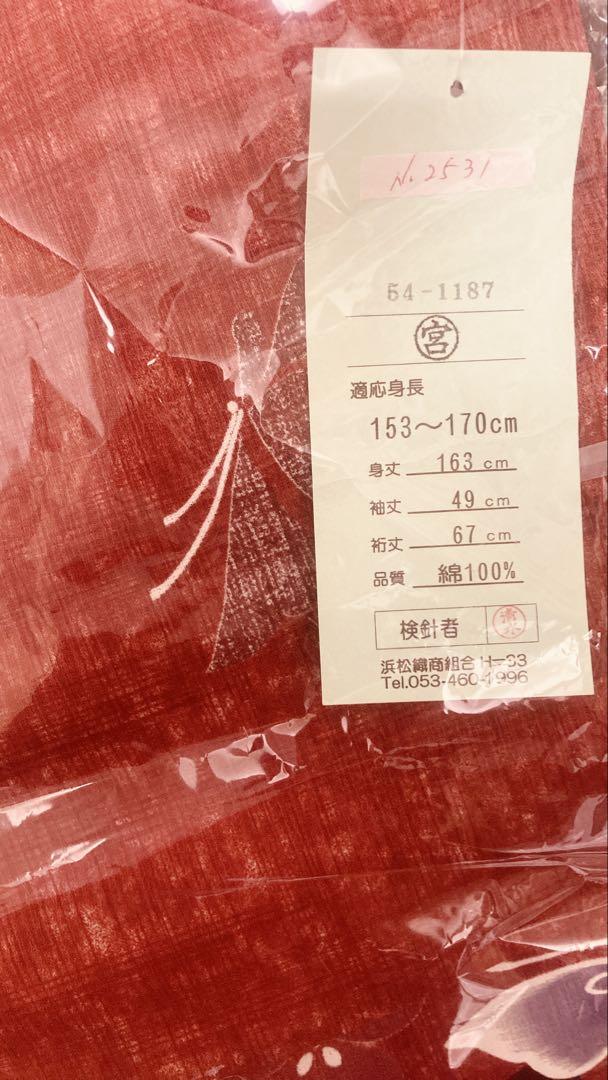 N. 2531
54-1187
宮
適応身長
153〜170cm
身丈 163 cm
袖丈 49 cm
裄丈 67 cm
品質 綿100%
検針者
浜松織商組合 H-33
Tel.053-460-1996